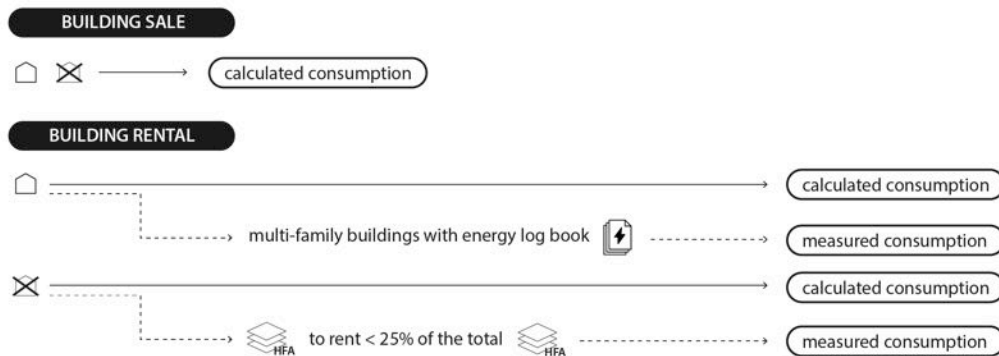 BUILDING SALE
calculated consumption
BUILDING RENTAL
calculated consumption
multi-family buildings with energy log book
measured consumption
calculated consumption
HFA to rent < 25% of the total HFA
measured consumption